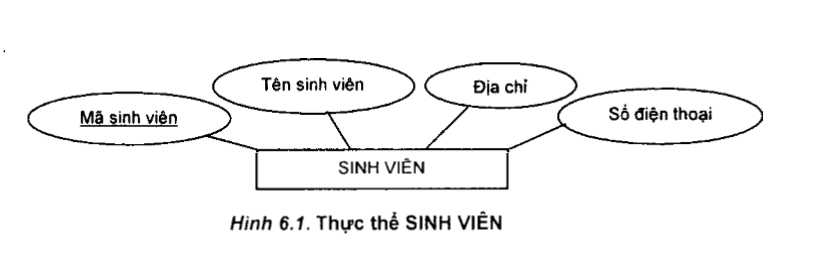 Tên sinh viên
Địa chỉ
Mã sinh viên
Số điện thoại
SINH VIÊN
Hình 6.1. Thực thể SINH VIÊN